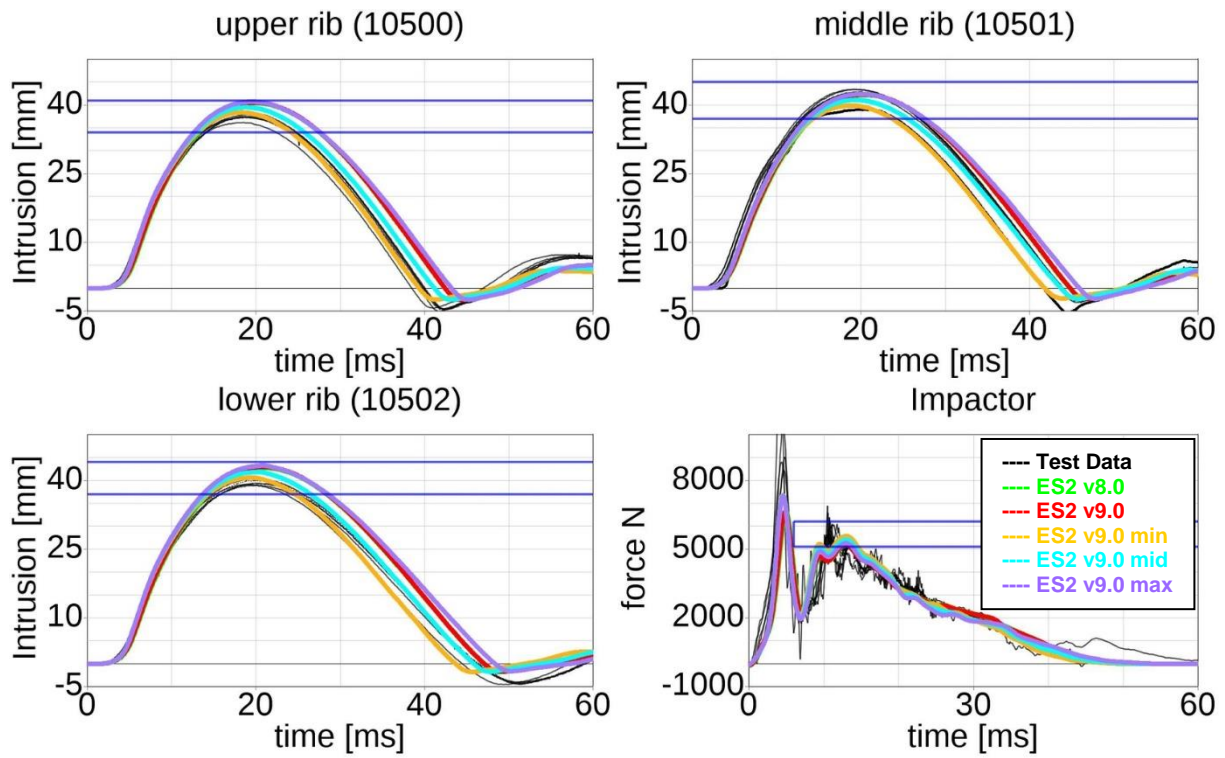 upper rib (10500)
Intrusion [mm]
40
25
10
-5
0
20
40
60
time [ms]
middle rib (10501)
Intrusion [mm]
40
25
10
-5
0
20
40
60
time [ms]
lower rib (10502)
Intrusion [mm]
40
25
10
-5
0
20
40
60
time [ms]
Impactor
force N
8000
5000
2000
-1000
0
30
60
time [ms]
---- Test Data
---- ES2 v8.0
---- ES2 v9.0
---- ES2 v9.0 min
---- ES2 v9.0 mid
---- ES2 v9.0 max